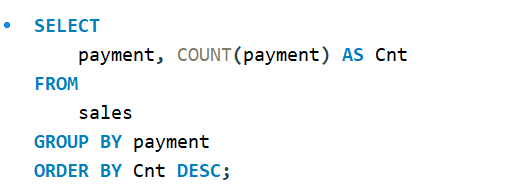 SELECT
    payment, COUNT(payment) AS Cnt
FROM
    sales
GROUP BY payment
ORDER BY Cnt DESC;